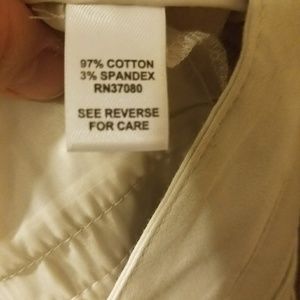 97% COTTON
3% SPANDEX
RN37080
SEE REVERSE
FOR CARE